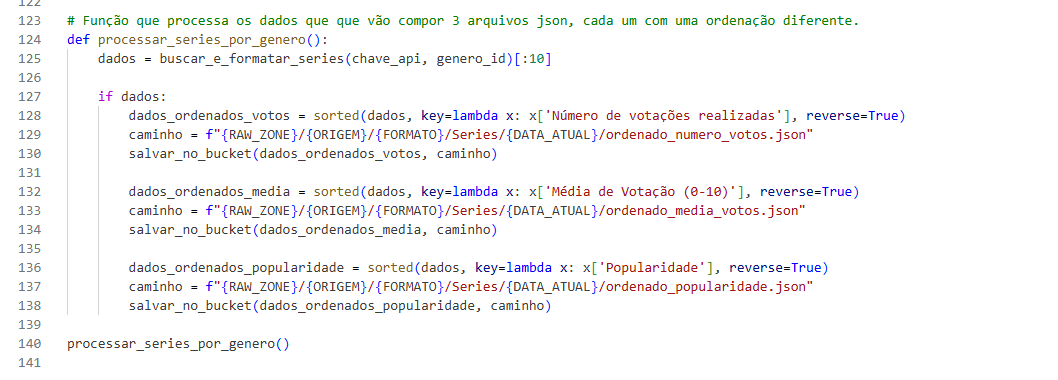 122
123 # Função que processa os dados que que vão compor 3 arquivos json, cada um com uma ordenação diferente.
124 def processar_series_por_genero():
125     dados = buscar_e_formatar_series(chave_api, genero_id)[:10]
126
127     if dados:
128         dados_ordenados_votos = sorted(dados, key=lambda x: x['Número de votações realizadas'], reverse=True)
129         caminho = f"{RAW_ZONE}/{ORIGEM}/{FORMATO}/Series/{DATA_ATUAL}/ordenado_numero_votos.json"
130         salvar_no_bucket(dados_ordenados_votos, caminho)
131
132         dados_ordenados_media = sorted(dados, key=lambda x: x['Média de Votação (0-10)'], reverse=True)
133         caminho = f"{RAW_ZONE}/{ORIGEM}/{FORMATO}/Series/{DATA_ATUAL}/ordenado_media_votos.json"
134         salvar_no_bucket(dados_ordenados_media, caminho)
135
136         dados_ordenados_popularidade = sorted(dados, key=lambda x: x['Popularidade'], reverse=True)
137         caminho = f"{RAW_ZONE}/{ORIGEM}/{FORMATO}/Series/{DATA_ATUAL}/ordenado_popularidade.json"
138         salvar_no_bucket(dados_ordenados_popularidade, caminho)
139
140 processar_series_por_genero()
141